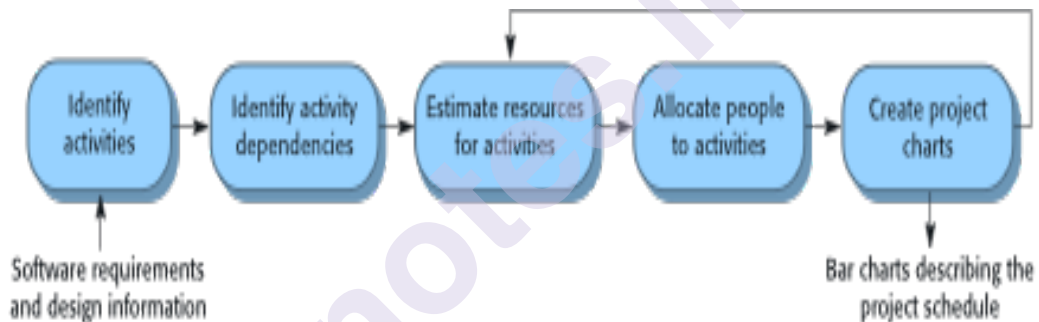 Identify
activities
Identify activity
dependencies
Estimate resources
for activities
Allocate people
to activities
Create project
charts
Software requirements
and design information
Bar charts describing the
project schedule